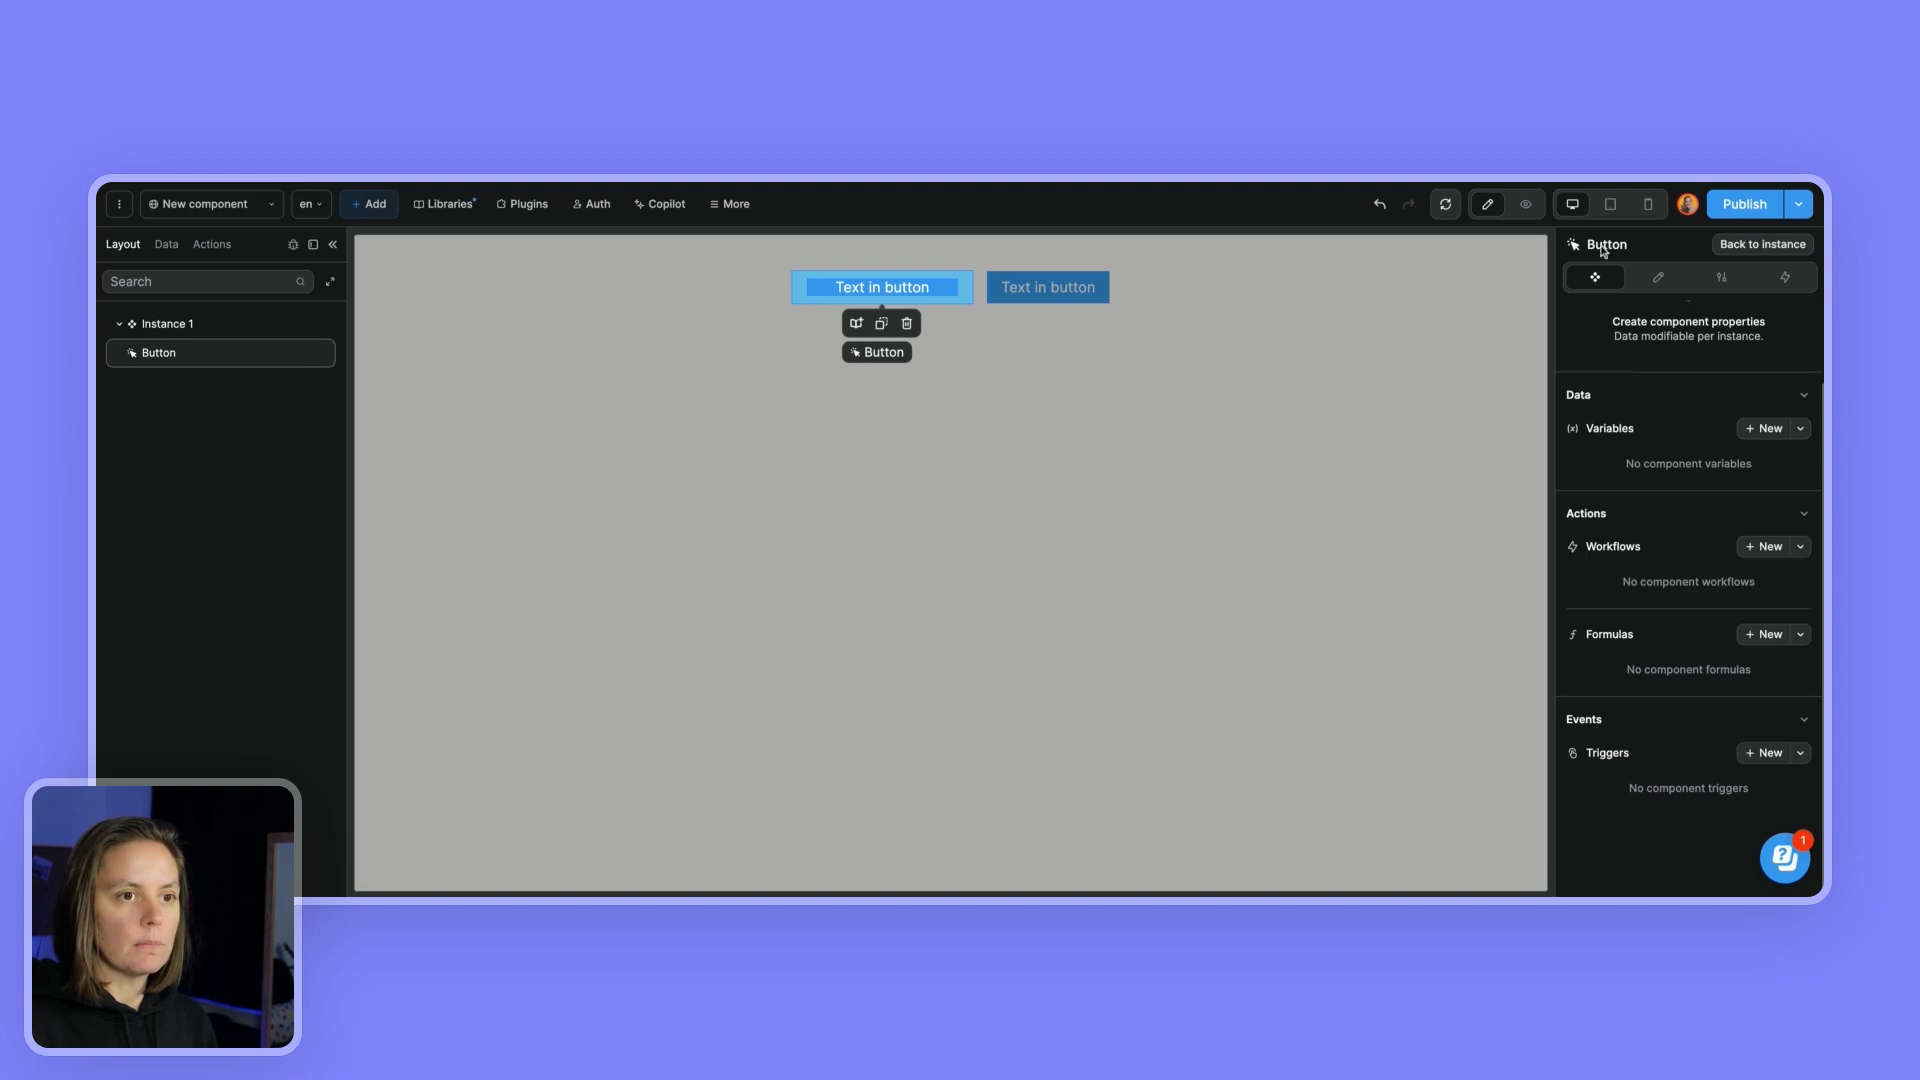 New component
en
+ Add
Libraries
Plugins
Auth
Copilot
More
Publish
Layout
Data
Actions
Search
Instance 1
Button
Text in button
Text in button
Button
Button
Back to instance
Create component properties
Data modifiable per instance.
Data
Variables
+ New
No component variables
Actions
Workflows
+ New
No component workflows
Formulas
+ New
No component formulas
Events
Triggers
+ New
No component triggers
1